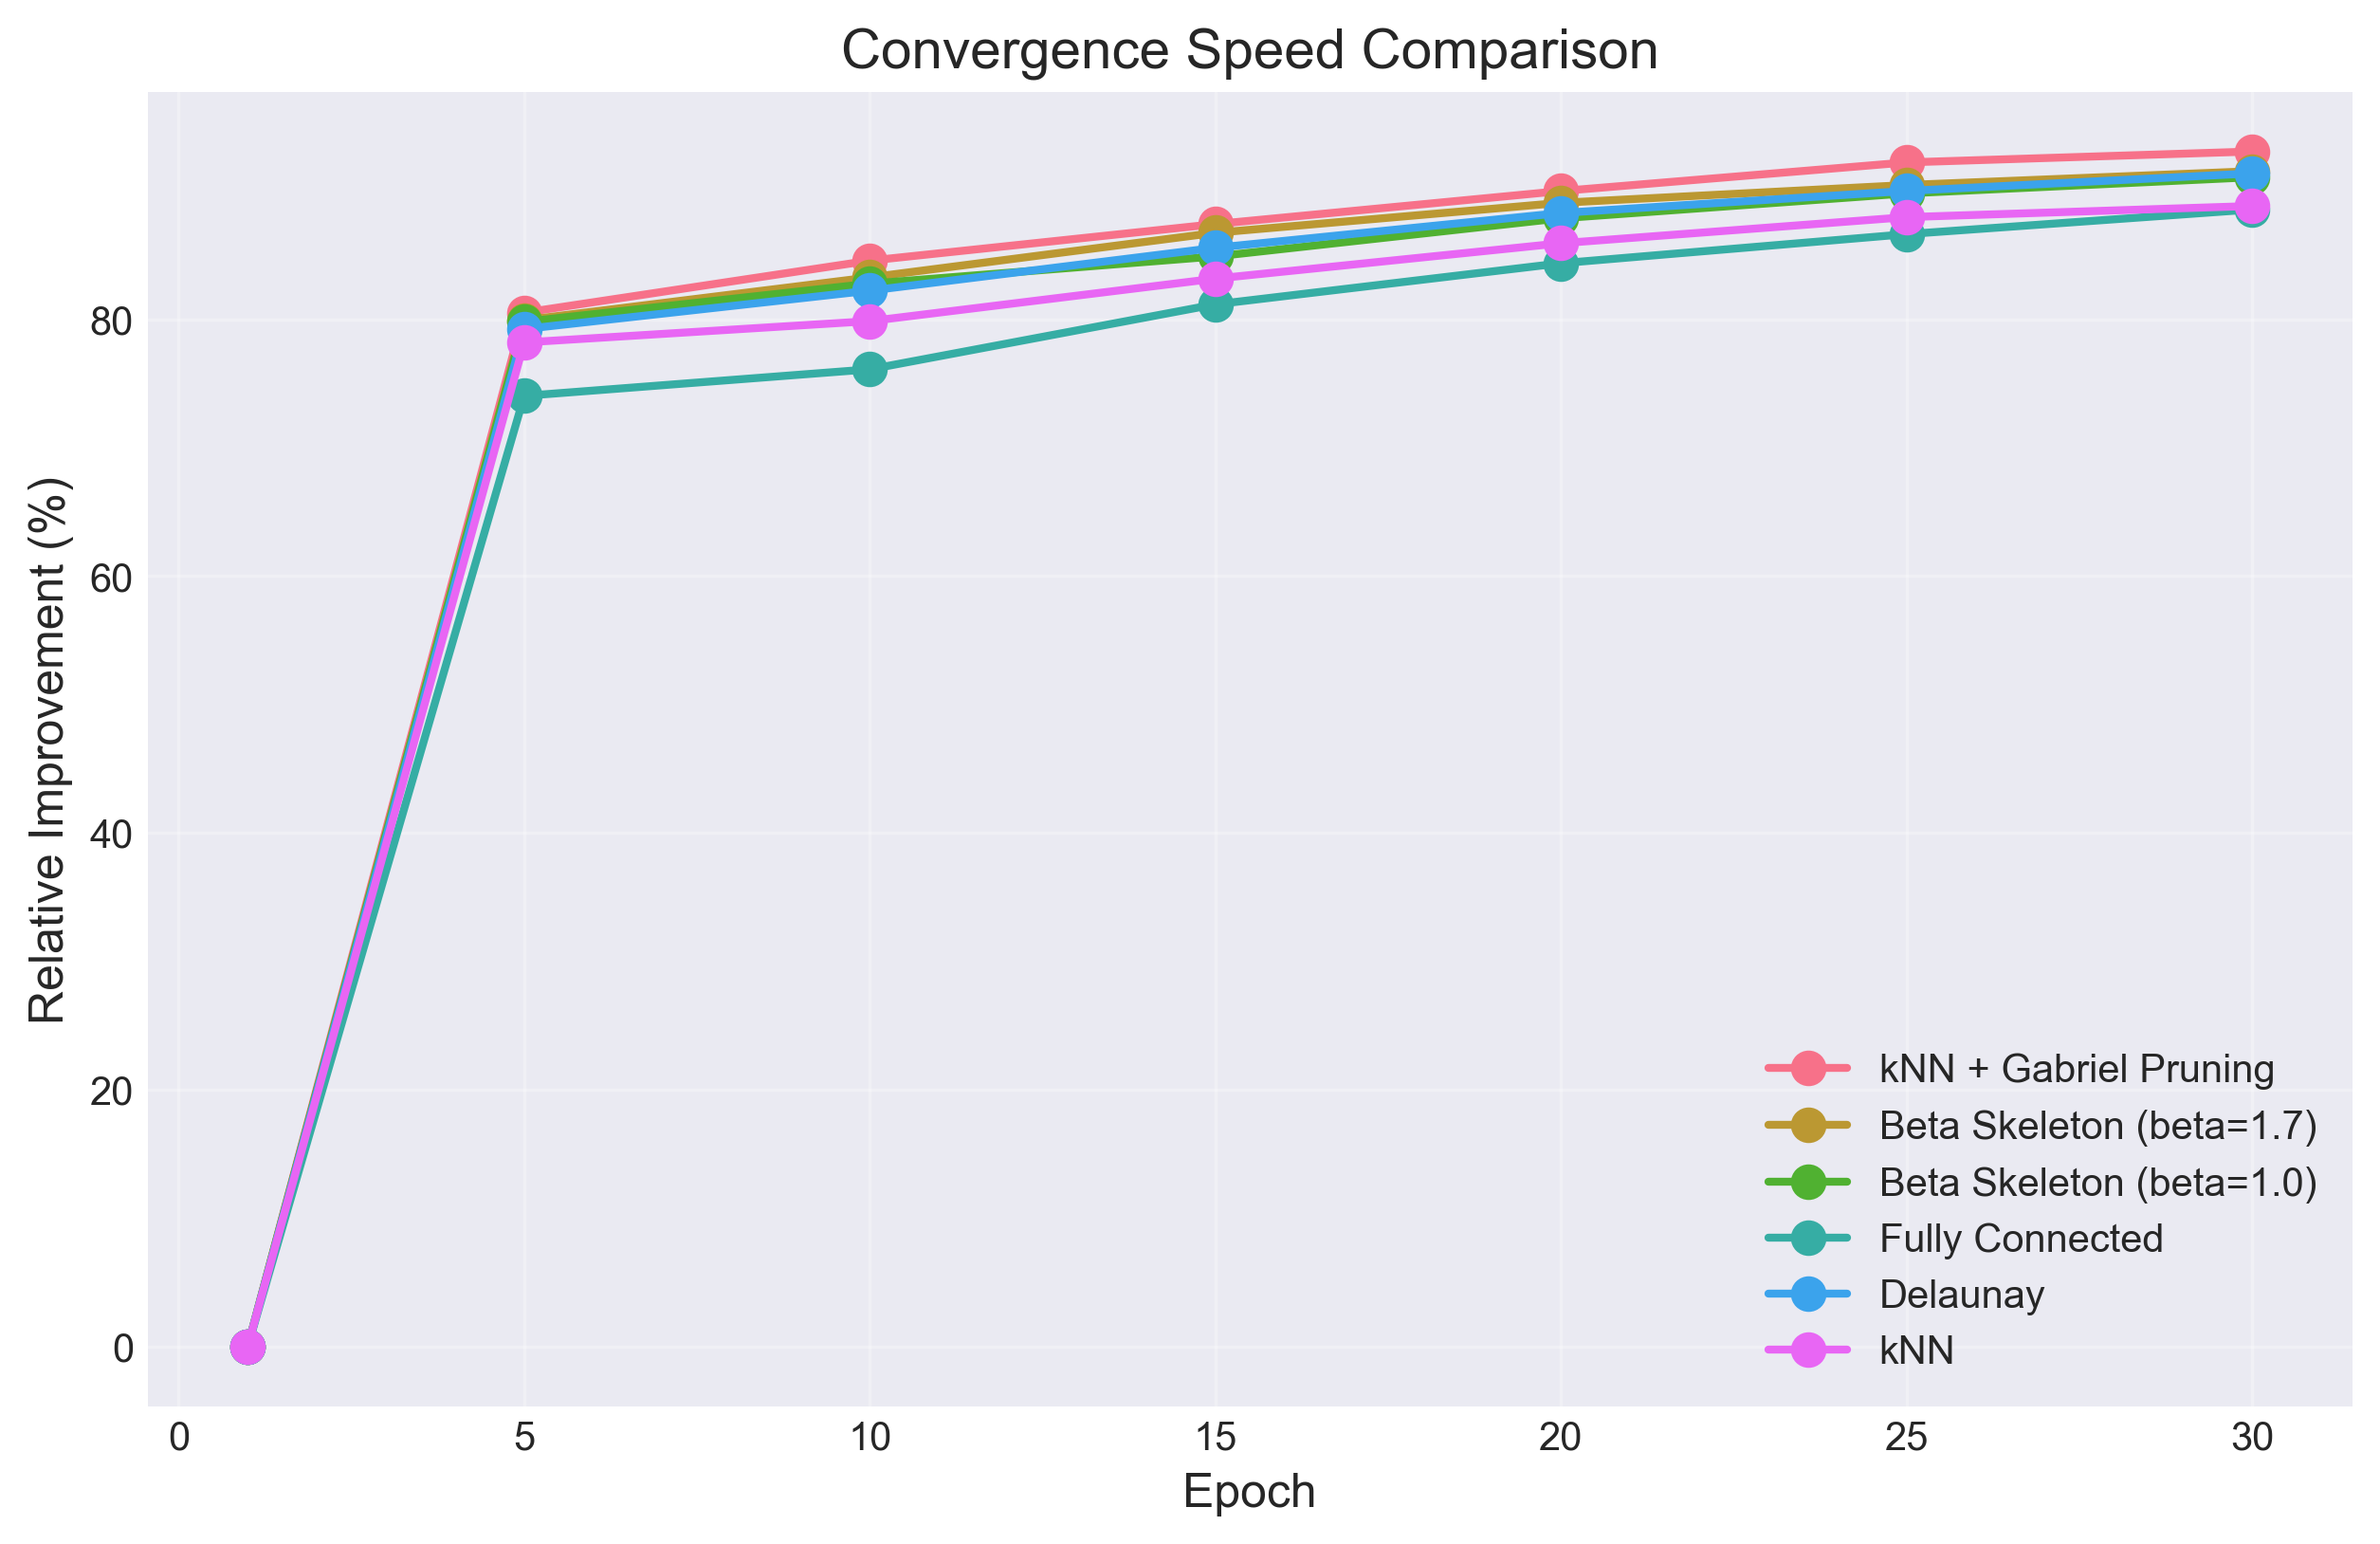 Convergence Speed Comparison
Relative Improvement (%)
80
60
40
20
0
0 5 10 15 20 25 30
Epoch
kNN + Gabriel Pruning
Beta Skeleton (beta=1.7)
Beta Skeleton (beta=1.0)
Fully Connected
Delaunay
kNN